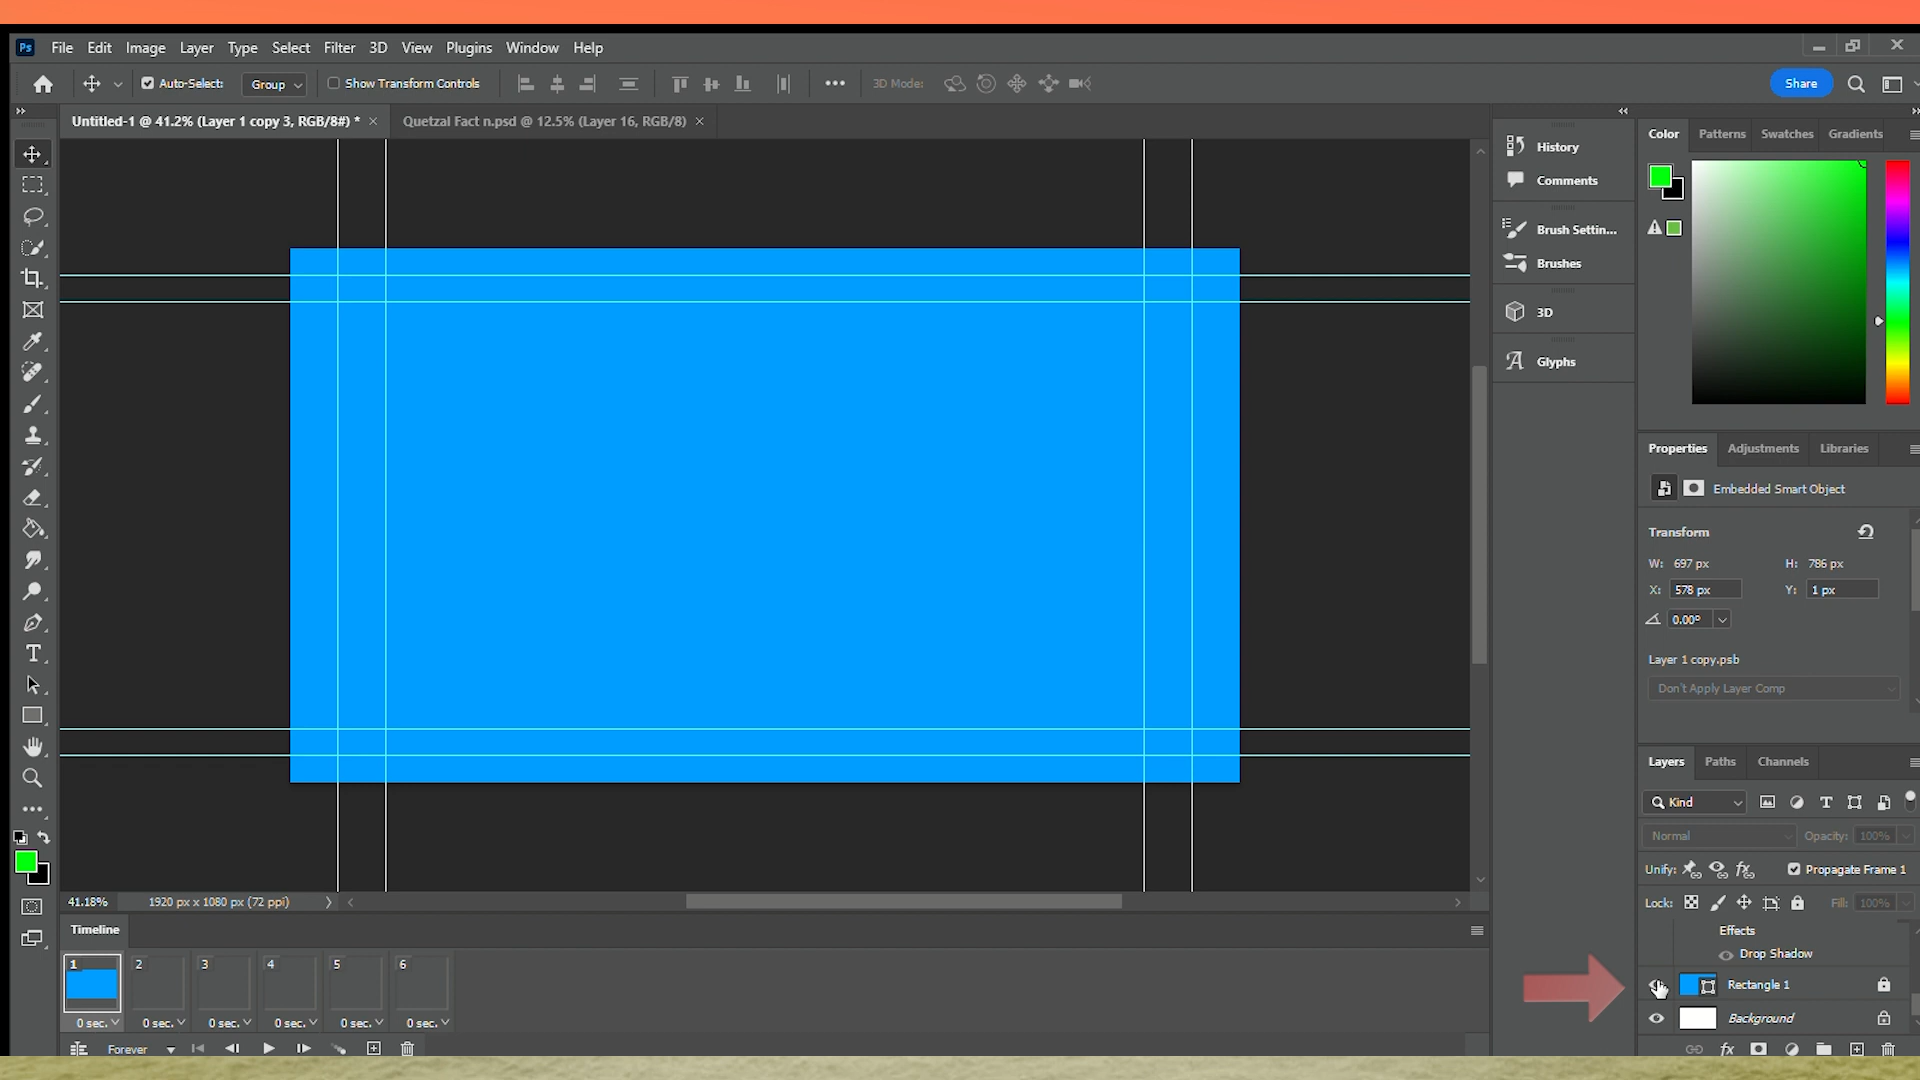 Ps File Edit Image Layer Type Select Filter 3D View Plugins Window Help
Auto-Select: Group Show Transform Controls 3D Mode: Share
Untitled-1 @ 41.2% (Layer 1 copy 3, RGB/8#) * Quetzal Fact n.psd @ 12.5% (Layer 16, RGB/8)
History
Comments
Brush Settin...
Brushes
3D
Glyphs
Color Patterns Swatches Gradients
Properties Adjustments Libraries
Embedded Smart Object
Transform
W: 697 px H: 786 px
X: 578 px Y: 1 px
0.00°
Layer 1 copy.psb
Don't Apply Layer Comp
Layers Paths Channels
Kind
Normal Opacity: 100%
Unify: Propagate Frame 1
Lock: Fill: 100%
Effects
Drop Shadow
Rectangle 1
Background
41.18% 1920 px x 1080 px (72 ppi)
Timeline
1 2 3 4 5 6
0 sec. 0 sec. 0 sec. 0 sec. 0 sec. 0 sec.
Forever